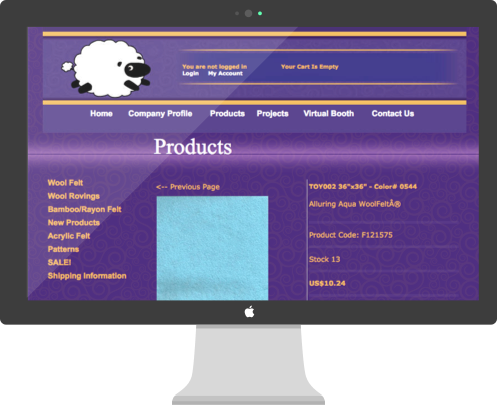 You are not logged in
Your Cart Is Empty
Login My Account
Home Company Profile Products Projects Virtual Booth Contact Us
Products
Wool Felt
Wool Rovings
Bamboo/Rayon Felt
New Products
Acrylic Felt
Patterns
SALE!
Shipping Information
<-- Previous Page
TOY002 36"x36" - Color# 0544
Alluring Aqua WoolFeltÂ®
Product Code: F121575
Stock 13
US$10.24